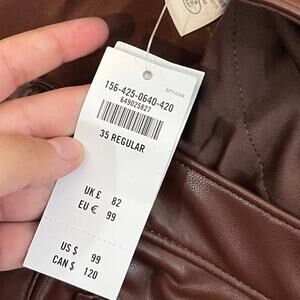 156-425-0640-420
649025827
35 REGULAR
UK £ 82
EU € 99
US $ 99
CAN $ 120